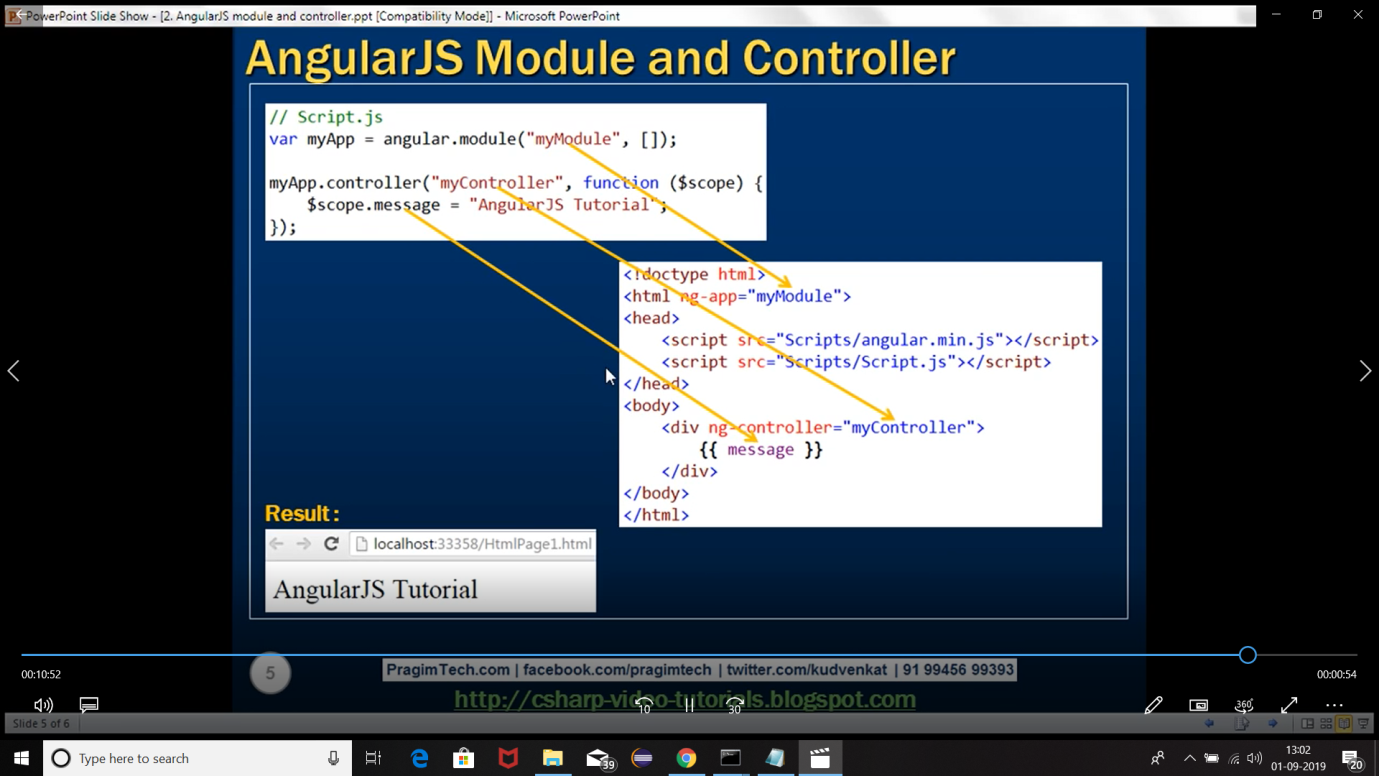 PowerPoint Slide Show - [2. AngularJS module and controller.ppt [Compatibility Mode]] - Microsoft PowerPoint
AngularJS Module and Controller
// Script.js
var myApp = angular.module("myModule", []);
myApp.controller("myController", function ($scope) {
$scope.message = "AngularJS Tutorial";
});
<!doctype html>
<html ng-app="myModule">
<head>
<script src="Scripts/angular.min.js"></script>
<script src="Scripts/Script.js"></script>
</head>
<body>
<div ng-controller="myController">
{{ message }}
</div>
</body>
</html>
Result :
localhost:33358/HtmlPage1.html
AngularJS Tutorial
5
PragimTech.com | facebook.com/pragimtech | twitter.com/kudvenkat | 91 99456 99393
00:10:52
00:00:54
http://csharp-video-tutorials.blogspot.com
10
30
360°
Slide 5 of 6
Type here to search
39
13:02
01-09-2019
20